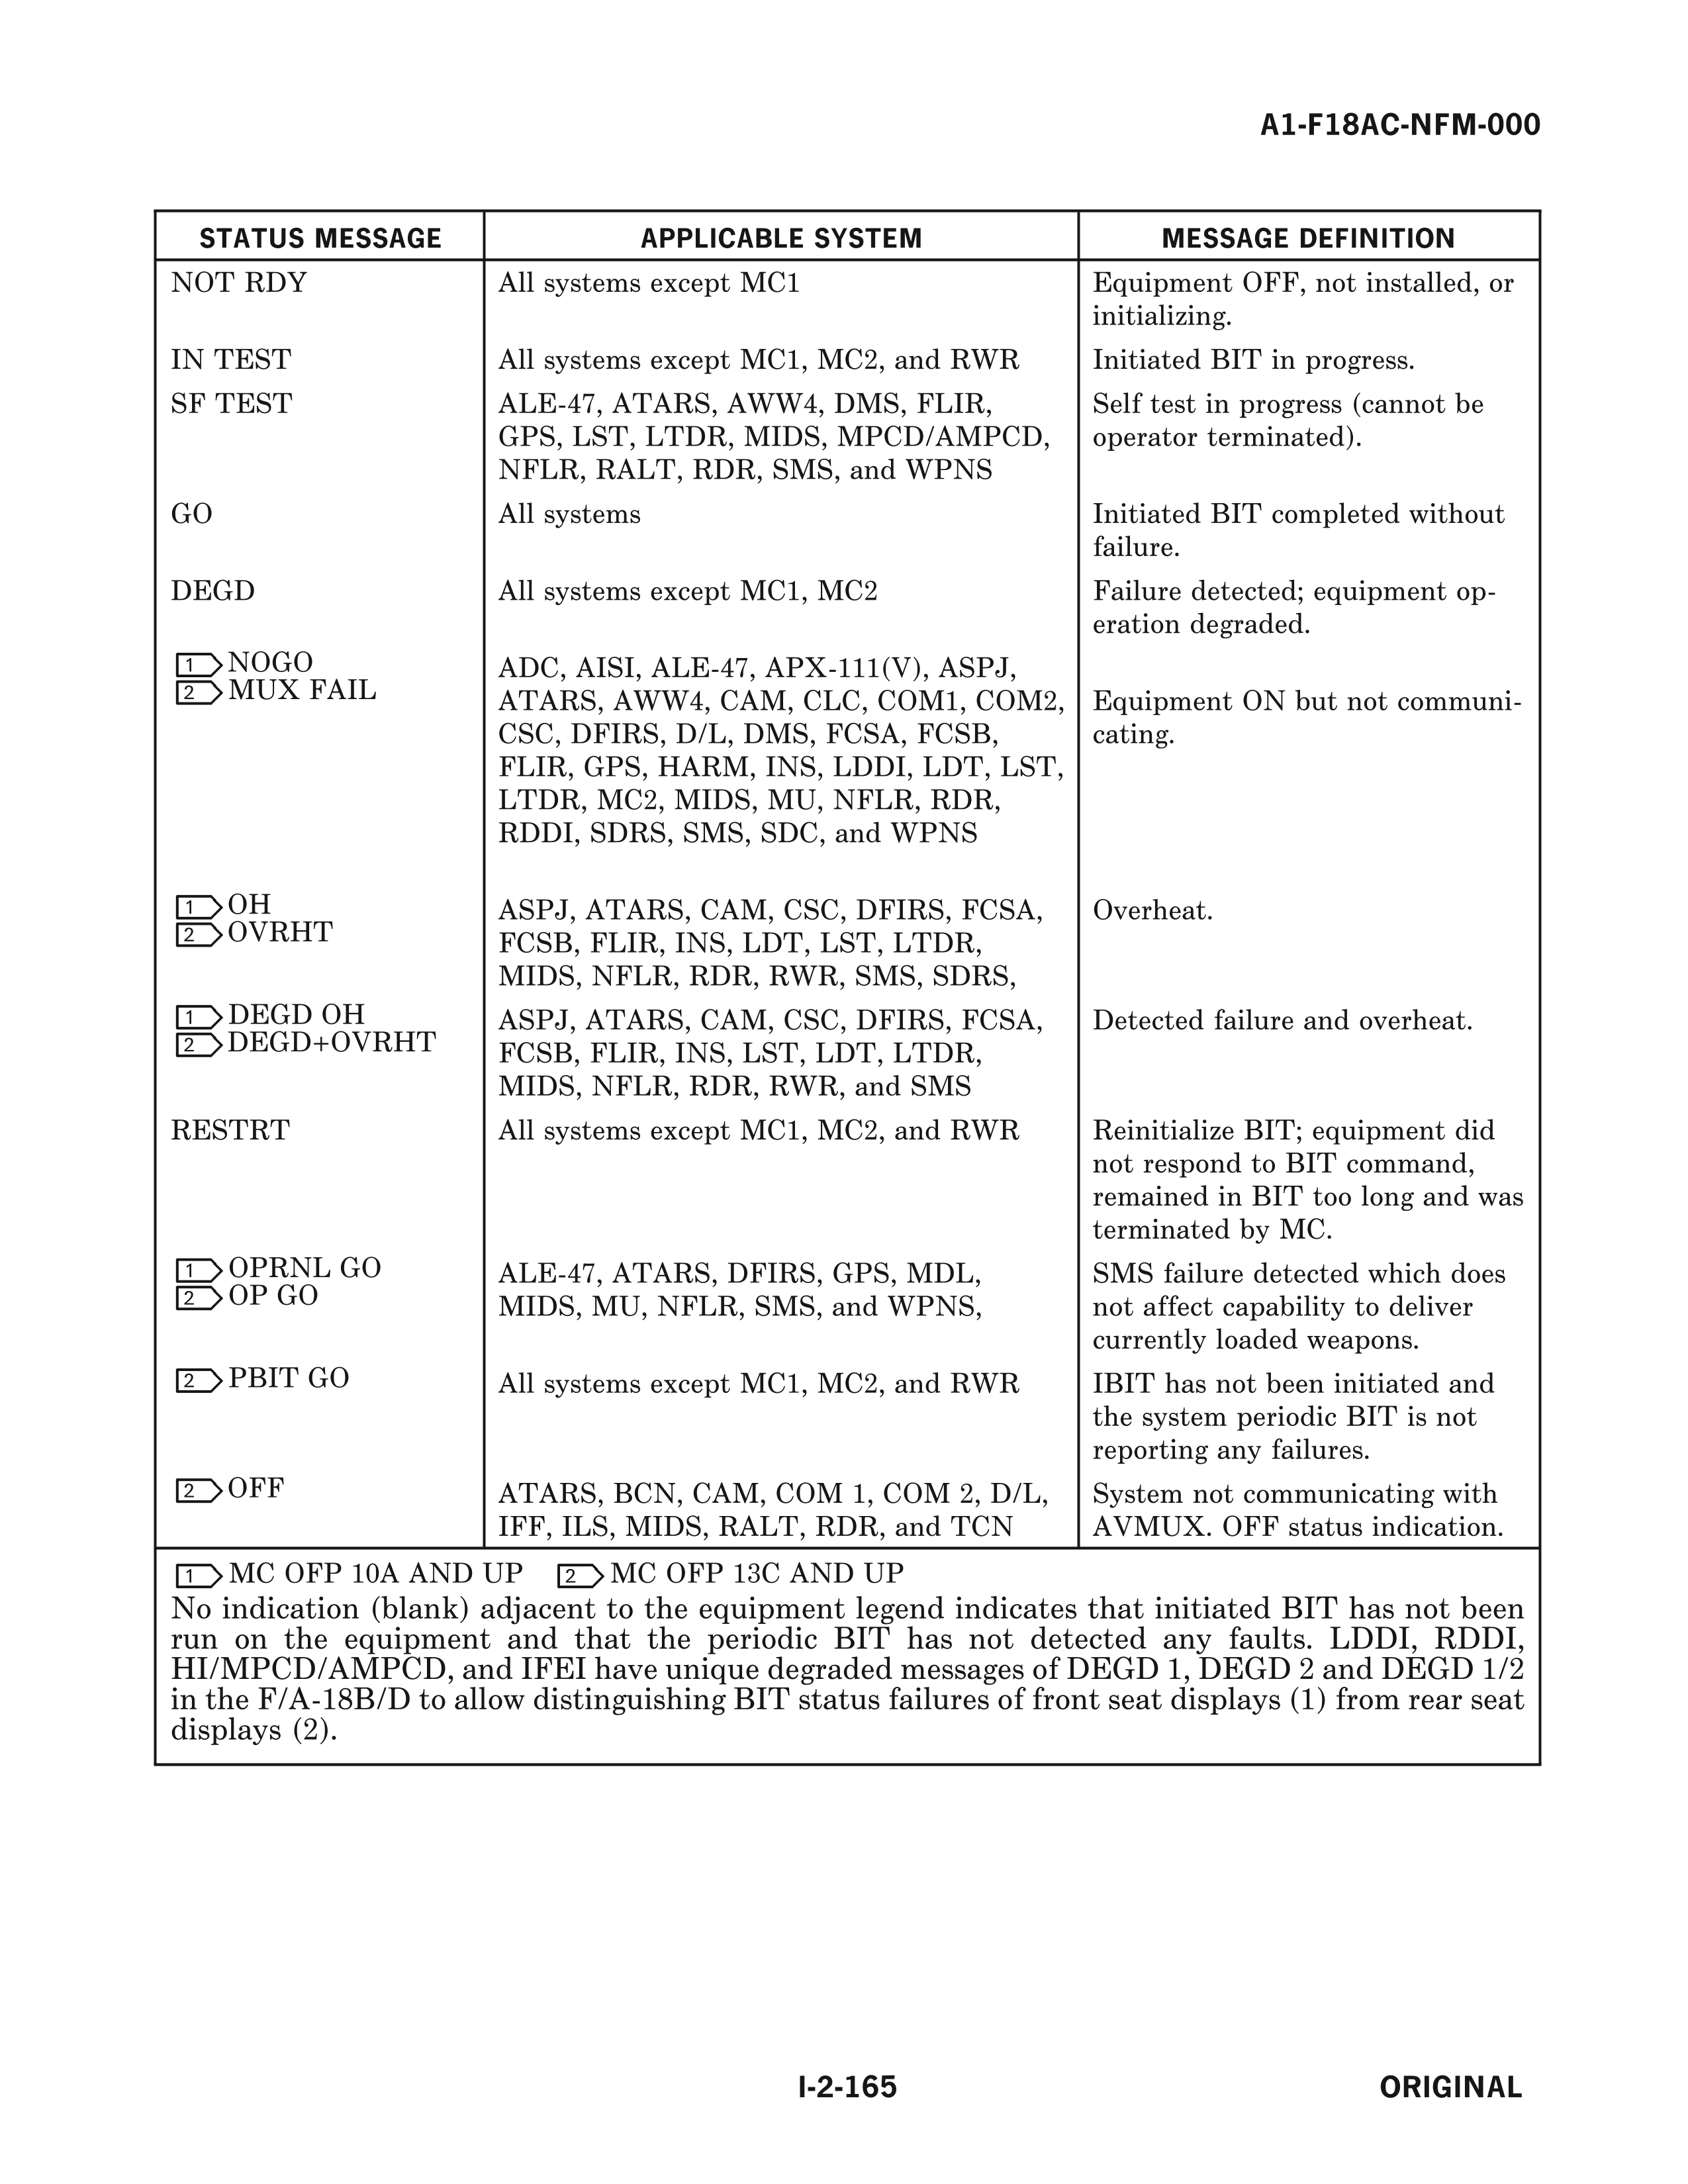 A1-F18AC-NFM-000
STATUS MESSAGE
APPLICABLE SYSTEM
MESSAGE DEFINITION
NOT RDY
All systems except MC1
Equipment OFF, not installed, or
initializing.
IN TEST
All systems except MC1, MC2, and RWR
Initiated BIT in progress.
SF TEST
ALE-47, ATARS, AWW4, DMS, FLIR,
GPS, LST, LTDR, MIDS, MPCD/AMPCD,
NFLR, RALT, RDR, SMS, and WPNS
Self test in progress (cannot be
operator terminated).
GO
All systems
Initiated BIT completed without
failure.
DEGD
All systems except MC1, MC2
Failure detected; equipment op-
eration degraded.
1 NOGO
2 MUX FAIL
ADC, AISI, ALE-47, APX-111(V), ASPJ,
ATARS, AWW4, CAM, CLC, COM1, COM2,
CSC, DFIRS, D/L, DMS, FCSA, FCSB,
FLIR, GPS, HARM, INS, LDDI, LDT, LST,
LTDR, MC2, MIDS, MU, NFLR, RDR,
RDDI, SDRS, SMS, SDC, and WPNS
Equipment ON but not communi-
cating.
1 OH
2 OVRHT
ASPJ, ATARS, CAM, CSC, DFIRS, FCSA,
FCSB, FLIR, INS, LDT, LST, LTDR,
MIDS, NFLR, RDR, RWR, SMS, SDRS,
Overheat.
1 DEGD OH
2 DEGD+OVRHT
ASPJ, ATARS, CAM, CSC, DFIRS, FCSA,
FCSB, FLIR, INS, LST, LDT, LTDR,
MIDS, NFLR, RDR, RWR, and SMS
Detected failure and overheat.
RESTRT
All systems except MC1, MC2, and RWR
Reinitialize BIT; equipment did
not respond to BIT command,
remained in BIT too long and was
terminated by MC.
1 OPRNL GO
2 OP GO
ALE-47, ATARS, DFIRS, GPS, MDL,
MIDS, MU, NFLR, SMS, and WPNS,
SMS failure detected which does
not affect capability to deliver
currently loaded weapons.
2 PBIT GO
All systems except MC1, MC2, and RWR
IBIT has not been initiated and
the system periodic BIT is not
reporting any failures.
2 OFF
ATARS, BCN, CAM, COM 1, COM 2, D/L,
IFF, ILS, MIDS, RALT, RDR, and TCN
System not communicating with
AVMUX. OFF status indication.
1 MC OFP 10A AND UP 2 MC OFP 13C AND UP
No indication (blank) adjacent to the equipment legend indicates that initiated BIT has not been
run on the equipment and that the periodic BIT has not detected any faults. LDDI, RDDI,
HI/MPCD/AMPCD, and IFEI have unique degraded messages of DEGD 1, DEGD 2 and DEGD 1/2
in the F/A-18B/D to allow distinguishing BIT status failures of front seat displays (1) from rear seat
displays (2).
I-2-165
ORIGINAL